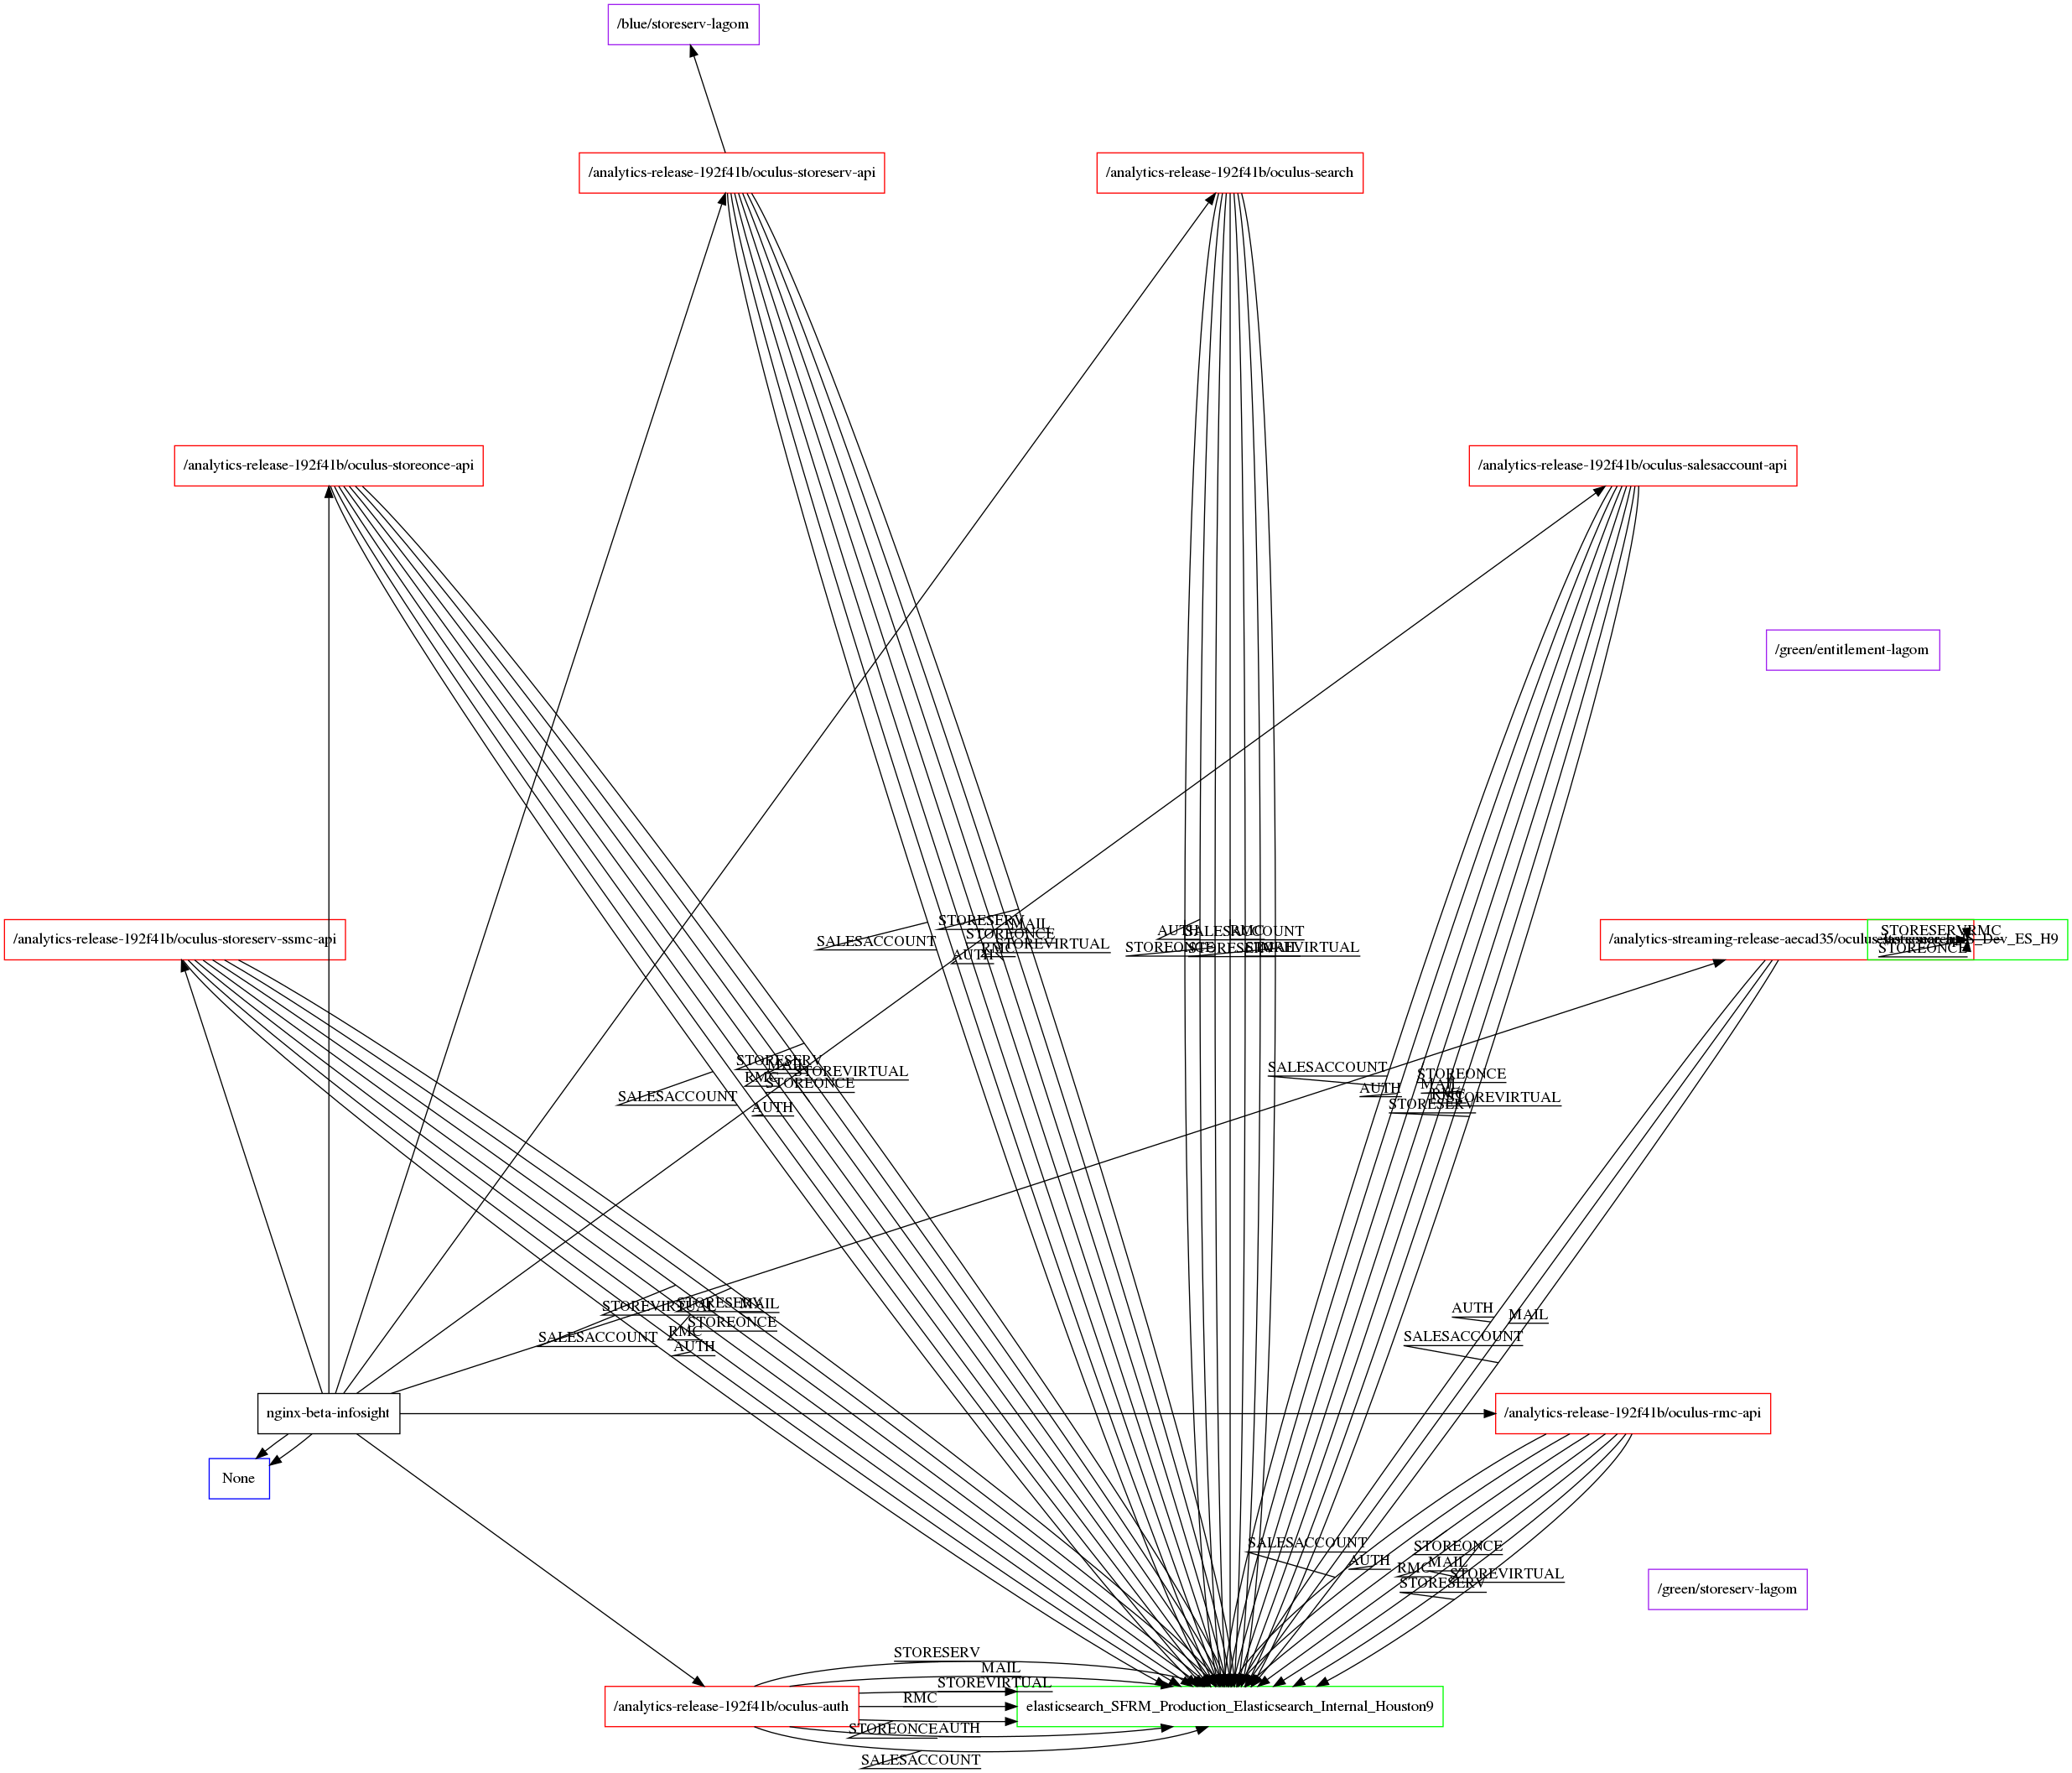 /blue/storeserv-lagom
/analytics-release-192f41b/oculus-storeserv-api
/analytics-release-192f41b/oculus-search
/analytics-release-192f41b/oculus-storeonce-api
/analytics-release-192f41b/oculus-salesaccount-api
/green/entitlement-lagom
/analytics-release-192f41b/oculus-storeserv-ssmc-api
STORESERV
MAIL
SALESACCOUNT
STOREONCE
STOREVIRTUAL
RMC
AUTH
AUTH
SALESACCOUNT
RMC
STOREONCE
STORESERV
MAIL
STOREVIRTUAL
/analytics-streaming-release-aecad35/oculus
Dev_ES_H9
STORESERV
RMC
STOREONCE
STORESERV
MAIL
STOREVIRTUAL
RMC
STOREONCE
SALESACCOUNT
AUTH
SALESACCOUNT
STOREONCE
AUTH
MAIL
RMC
STOREVIRTUAL
STORESERV
STOREVIRTUAL
STORESERV
MAIL
STOREONCE
RMC
SALESACCOUNT
AUTH
AUTH
MAIL
SALESACCOUNT
nginx-beta-infosight
/analytics-release-192f41b/oculus-rmc-api
None
SALESACCOUNT
STOREONCE
AUTH
RMC
MAIL
STOREVIRTUAL
STORESERV
/green/storeserv-lagom
STORESERV
MAIL
STOREVIRTUAL
RMC
/analytics-release-192f41b/oculus-auth
elasticsearch_SFRM_Production_Elasticsearch_Internal_Houston9
STOREONCE
AUTH
SALESACCOUNT